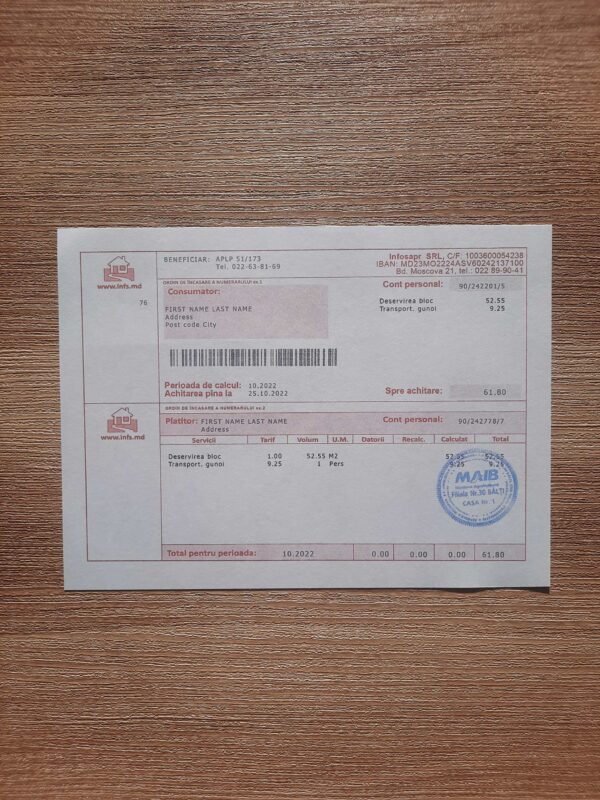 BENEFICIAR: APLP 51/173
Tel. 022-63-81-69
Infosapr SRL, C/F: 1003600054238
IBAN: MD23MO2224ASV60242137100
Bd. Moscova 21, tel.: 022 89-90-41
www.infs.md
76
ORDIN DE INCASARE A NUMERARULUI ex.1
Consumator:
FIRST NAME LAST NAME
Address
Post code City
Cont personal: 90/242201/5
Deservirea bloc 52.55
Transport. gunoi 9.25
Perioada de calcul: 10.2022
Achitarea pina la 25.10.2022
Spre achitare: 61.80
www.infs.md
ORDIN DE INCASARE A NUMERARULUI ex.2
Platitor: FIRST NAME LAST NAME
Address
Cont personal: 90/242778/7
Servicii Tarif Volum U.M. Datorii Recalc. Calculat Total
Deservirea bloc 1.00 52.55 M2 52.55 52.55
Transport. gunoi 9.25 1 Pers 9.25 9.25
MAIB
Filiala Nr.30 BĂLŢI
CASA Nr. 1
Total pentru perioada: 10.2022 0.00 0.00 0.00 61.80